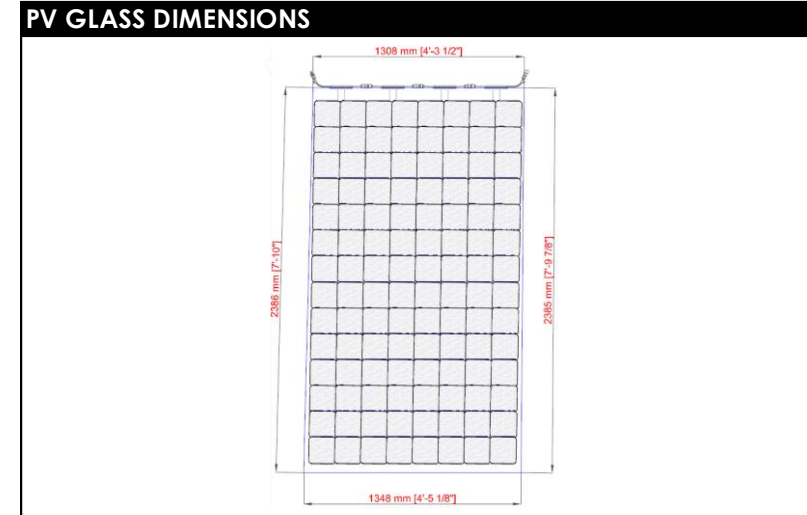 PV GLASS DIMENSIONS
1308 mm [4'-3 1/2"]
2386 mm [7'-10"]
2385 mm [7'-9 7/8"]
1348 mm [4'-5 1/8"]